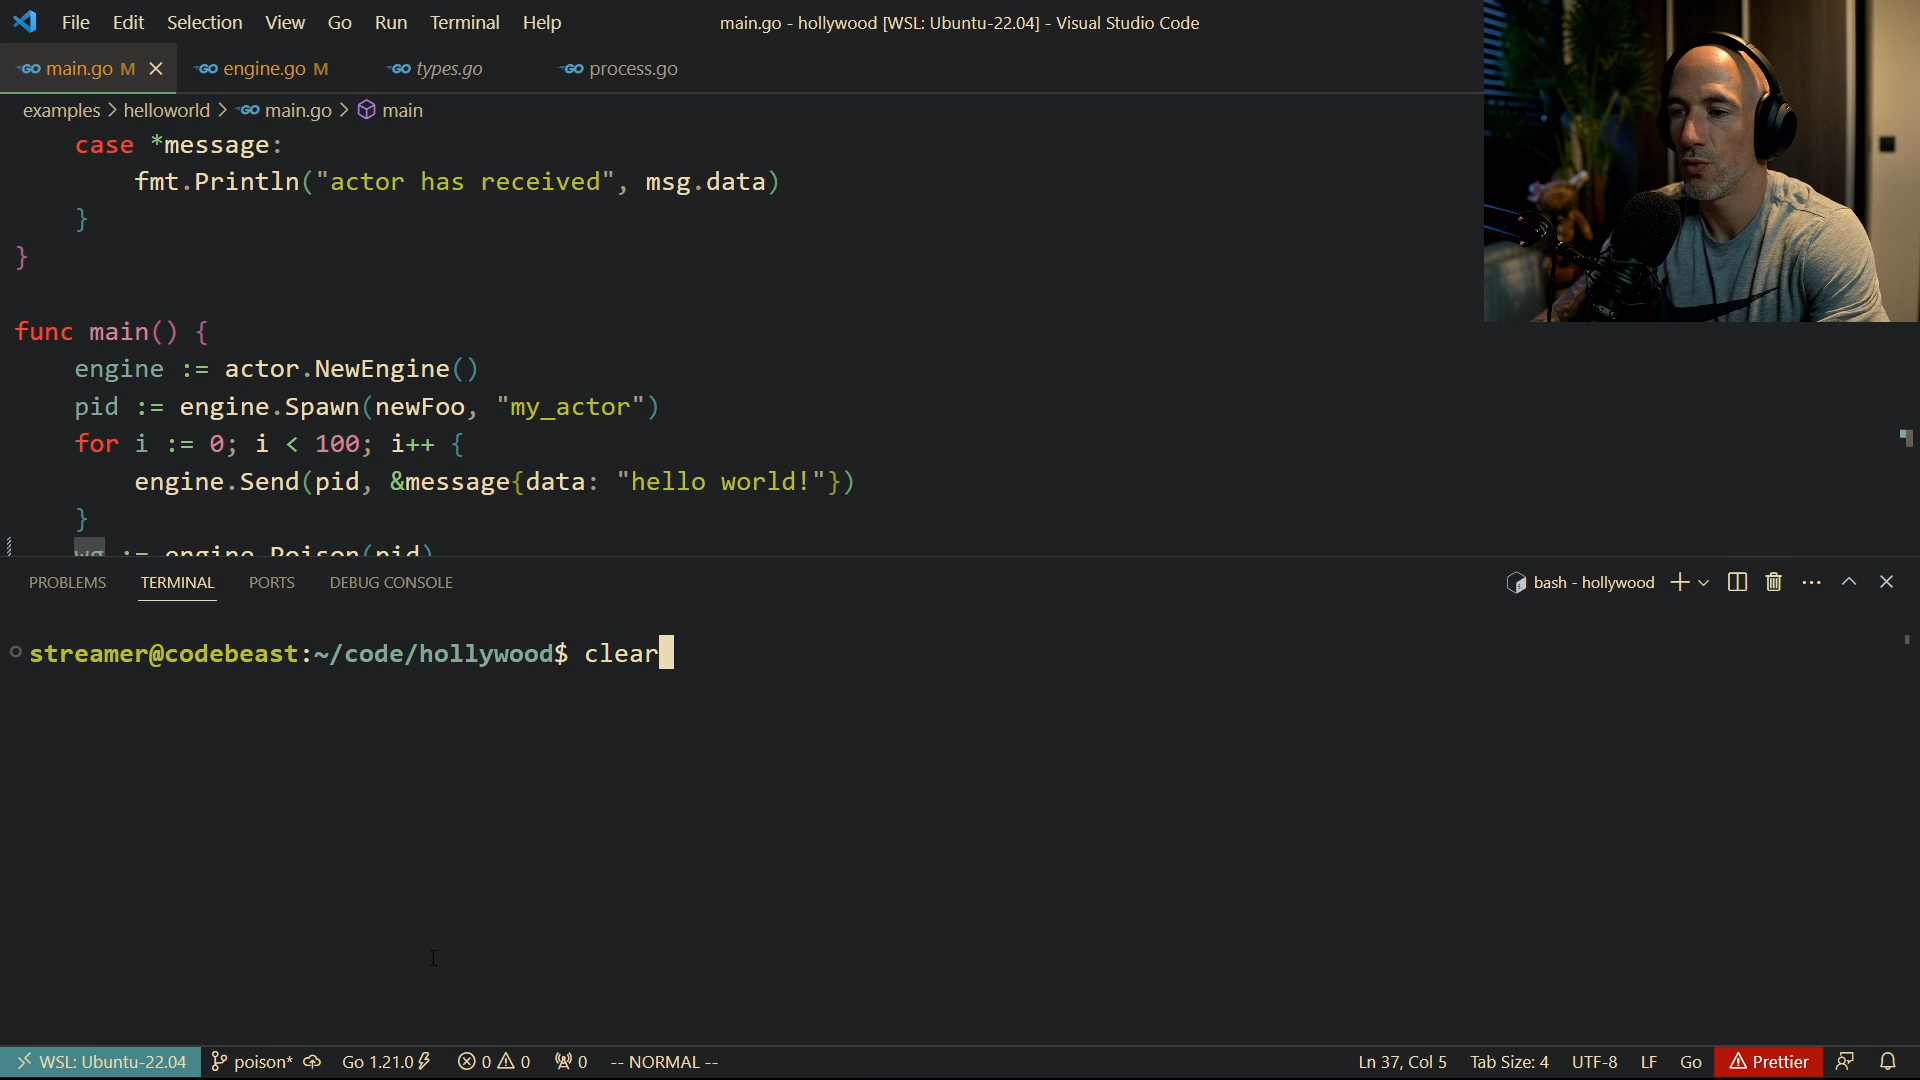 File Edit Selection View Go Run Terminal Help
main.go - hollywood [WSL: Ubuntu-22.04] - Visual Studio Code
main.go M
engine.go M
types.go
process.go
examples > helloworld > main.go > main
case *message:
fmt.Println("actor has received", msg.data)
}
}
func main() {
engine := actor.NewEngine()
pid := engine.Spawn(newFoo, "my_actor")
for i := 0; i < 100; i++ {
engine.Send(pid, &message{data: "hello world!"})
}
wg := engine.Poison(pid)
PROBLEMS TERMINAL PORTS DEBUG CONSOLE
bash - hollywood
streamer@codebeast:~/code/hollywood$ clear
WSL: Ubuntu-22.04 poison* Go 1.21.0 0 0 0 -- NORMAL -- Ln 37, Col 5 Tab Size: 4 UTF-8 LF Go Prettier